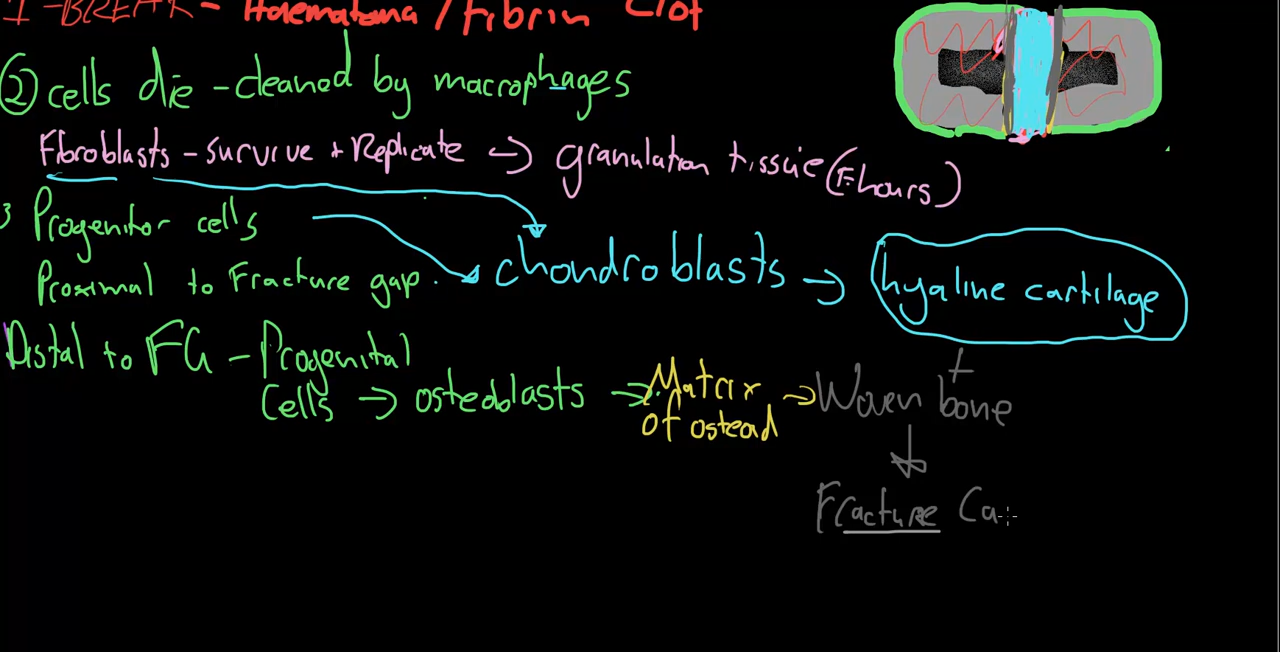 1-BREAK - Haematoma / Fibrin Clot
② cells die - cleaned by macrophages
Fibroblasts - survive + Replicate → granulation tissue (F. hours)
3 Progenitor cells
Proximal to Fracture gap. → chondroblasts → hyaline cartilage
Distal to FG - Progenital +
Cells → osteoblasts → Matrix of osteoad → Woven bone
Fracture Ca